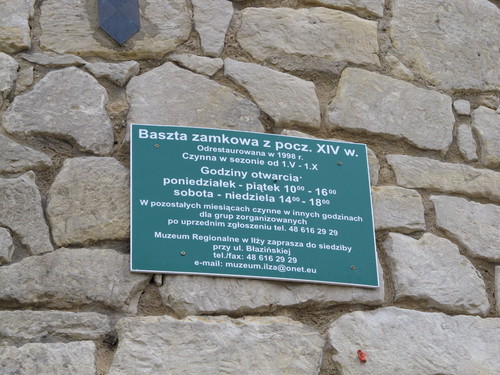 Baszta zamkowa z pocz. XIV w.
Odrestaurowana w 1998 r.
Czynna w sezonie od 1.V - 1.X
Godziny otwarcia:
poniedziałek - piątek 10⁰⁰ - 16⁰⁰
sobota - niedziela 14⁰⁰ - 18⁰⁰
W pozostałych miesiącach czynne w innych godzinach
dla grup zorganizowanych
po uprednim zgłoszeniu tel. 48 616 29 29
Muzeum Regionalne w Iłży zaprasza do siedziby
przy ul. Błazińskiej
tel./fax. 48 616 29 29
e-mail: muzeum.ilza@onet.eu